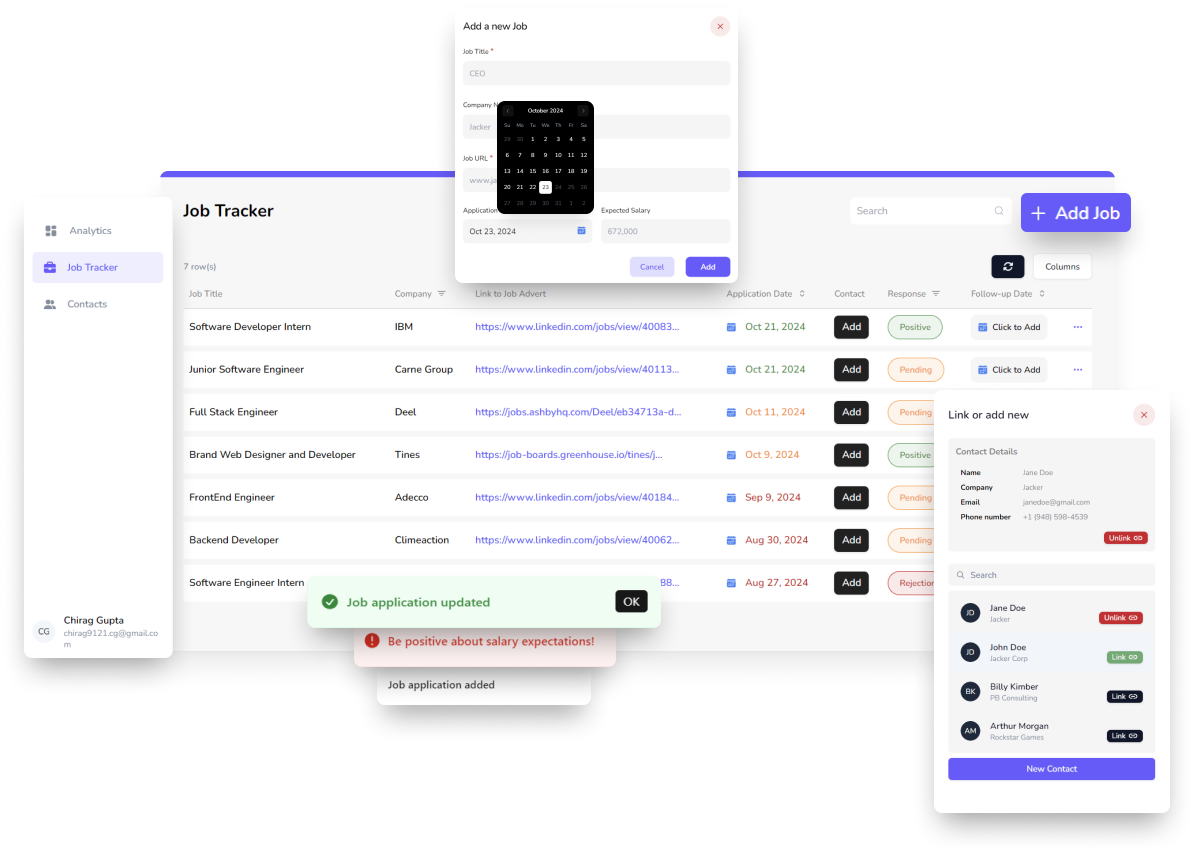 Add a new Job
Job Title *
CEO
Company N
Jacker
Job URL *
www.ja
October 2024
Su Mo Tu We Th Fr Sa
29 30 1 2 3 4 5
6 7 8 9 10 11 12
13 14 15 16 17 18 19
20 21 22 23 24 25 26
27 28 29 30 31 1 2
Application
Expected Salary
Oct 23, 2024
672,000
Cancel
Add
Analytics
Job Tracker
Contacts
CG
Chirag Gupta
chirag9121.cg@gmail.co
m
Job Tracker
Search
+ Add Job
7 row(s)
Columns
Job Title Company Link to Job Advert Application Date Contact Response Follow-up Date
Software Developer Intern IBM https://www.linkedin.com/jobs/view/40083... Oct 21, 2024 Add Positive Click to Add ...
Junior Software Engineer Carne Group https://www.linkedin.com/jobs/view/40113... Oct 21, 2024 Add Pending Click to Add ...
Full Stack Engineer Deel https://jobs.ashbyhq.com/Deel/eb34713a-d... Oct 11, 2024 Add Pending
Brand Web Designer and Developer Tines https://job-boards.greenhouse.io/tines/j... Oct 9, 2024 Add Positive
FrontEnd Engineer Adecco https://www.linkedin.com/jobs/view/40184... Sep 9, 2024 Add Pending
Backend Developer Climeaction https://www.linkedin.com/jobs/view/40062... Aug 30, 2024 Add Pending
Software Engineer Intern 88... Aug 27, 2024 Add Rejection
Job application updated
OK
Be positive about salary expectations!
Job application added
Link or add new
Contact Details
Name Jane Doe
Company Jacker
Email janedoe@gmail.com
Phone number +1 (948) 598-4539
Unlink
Search
JD
Jane Doe
Jacker
Unlink
JD
John Doe
Jacker Corp
Link
BK
Billy Kimber
PB Consulting
Link
AM
Arthur Morgan
Rockstar Games
Link
New Contact